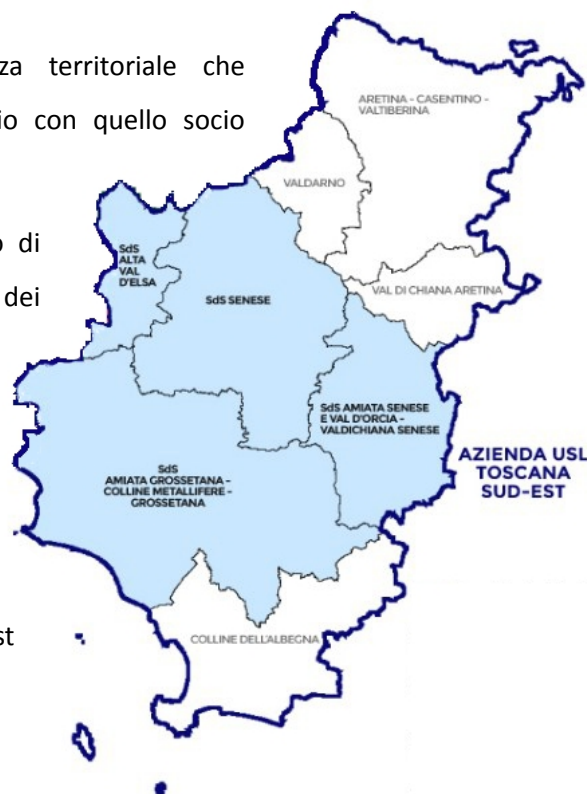 za territoriale che
io con quello socio
o di
dei
st
ARETINA - CASENTINO -
VALTIBERINA
VALDARNO
SdS
ALTA
VAL
D'ELSA
SdS SENESE
VAL DI CHIANA ARETINA
SdS AMIATA SENESE
E VAL D'ORCIA -
VALDICHIANA SENESE
AZIENDA USL
TOSCANA
SUD-EST
SdS
AMIATA GROSSETANA -
COLLINE METALLIFERE -
GROSSETANA
COLLINE DELL'ALBEGNA